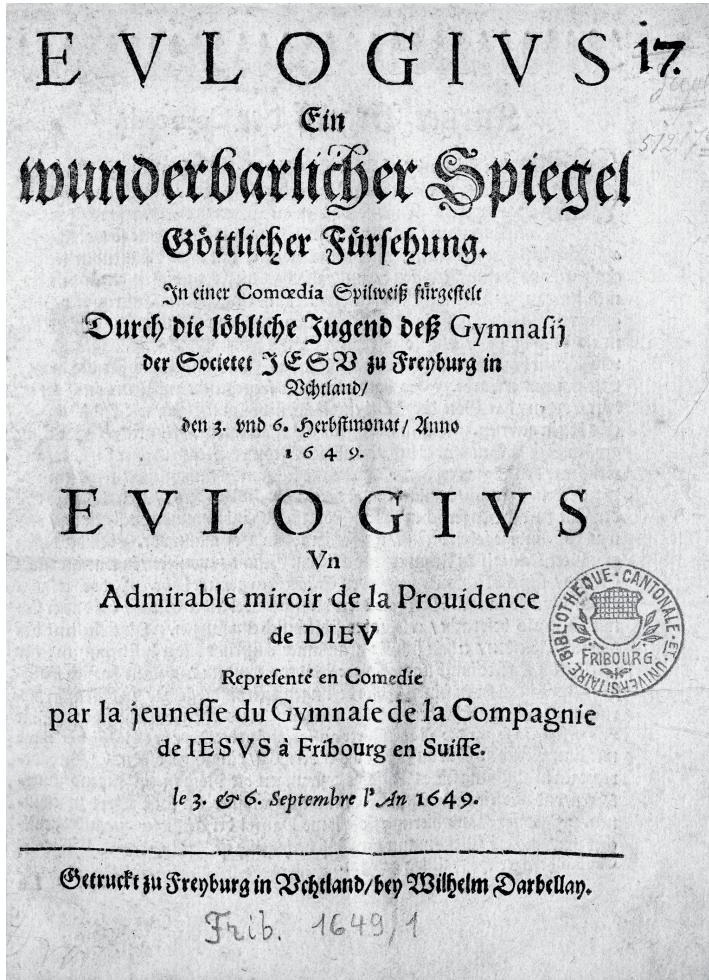 EVLOGIVS
17.
Ein
wunderbarlicher Spiegel
Göttlicher Fürsehung.
In einer Comœdia Spilweiß fürgestelt
Durch die löbliche Jugend deß Gymnasij
der Societet JESV zu Freyburg in
Vchtland/
den 3. vnd 6. Herbstmonat/ Anno
1649.
EVLOGIVS
Vn
Admirable miroir de la Prouidence
de DIEV
Representé en Comedie
par la jeunesse du Gymnase de la Compagnie
de IESVS à Fribourg en Suisse.
le 3. & 6. Septembre l'An 1649.
BIBLIOTHÈQUE·CANTONALE·ET·UNIVERSITAIRE
FRIBOURG
Getruckt zu Freyburg in Vchtland/bey Wilhelm Darbellay.
Frib. 1649/1